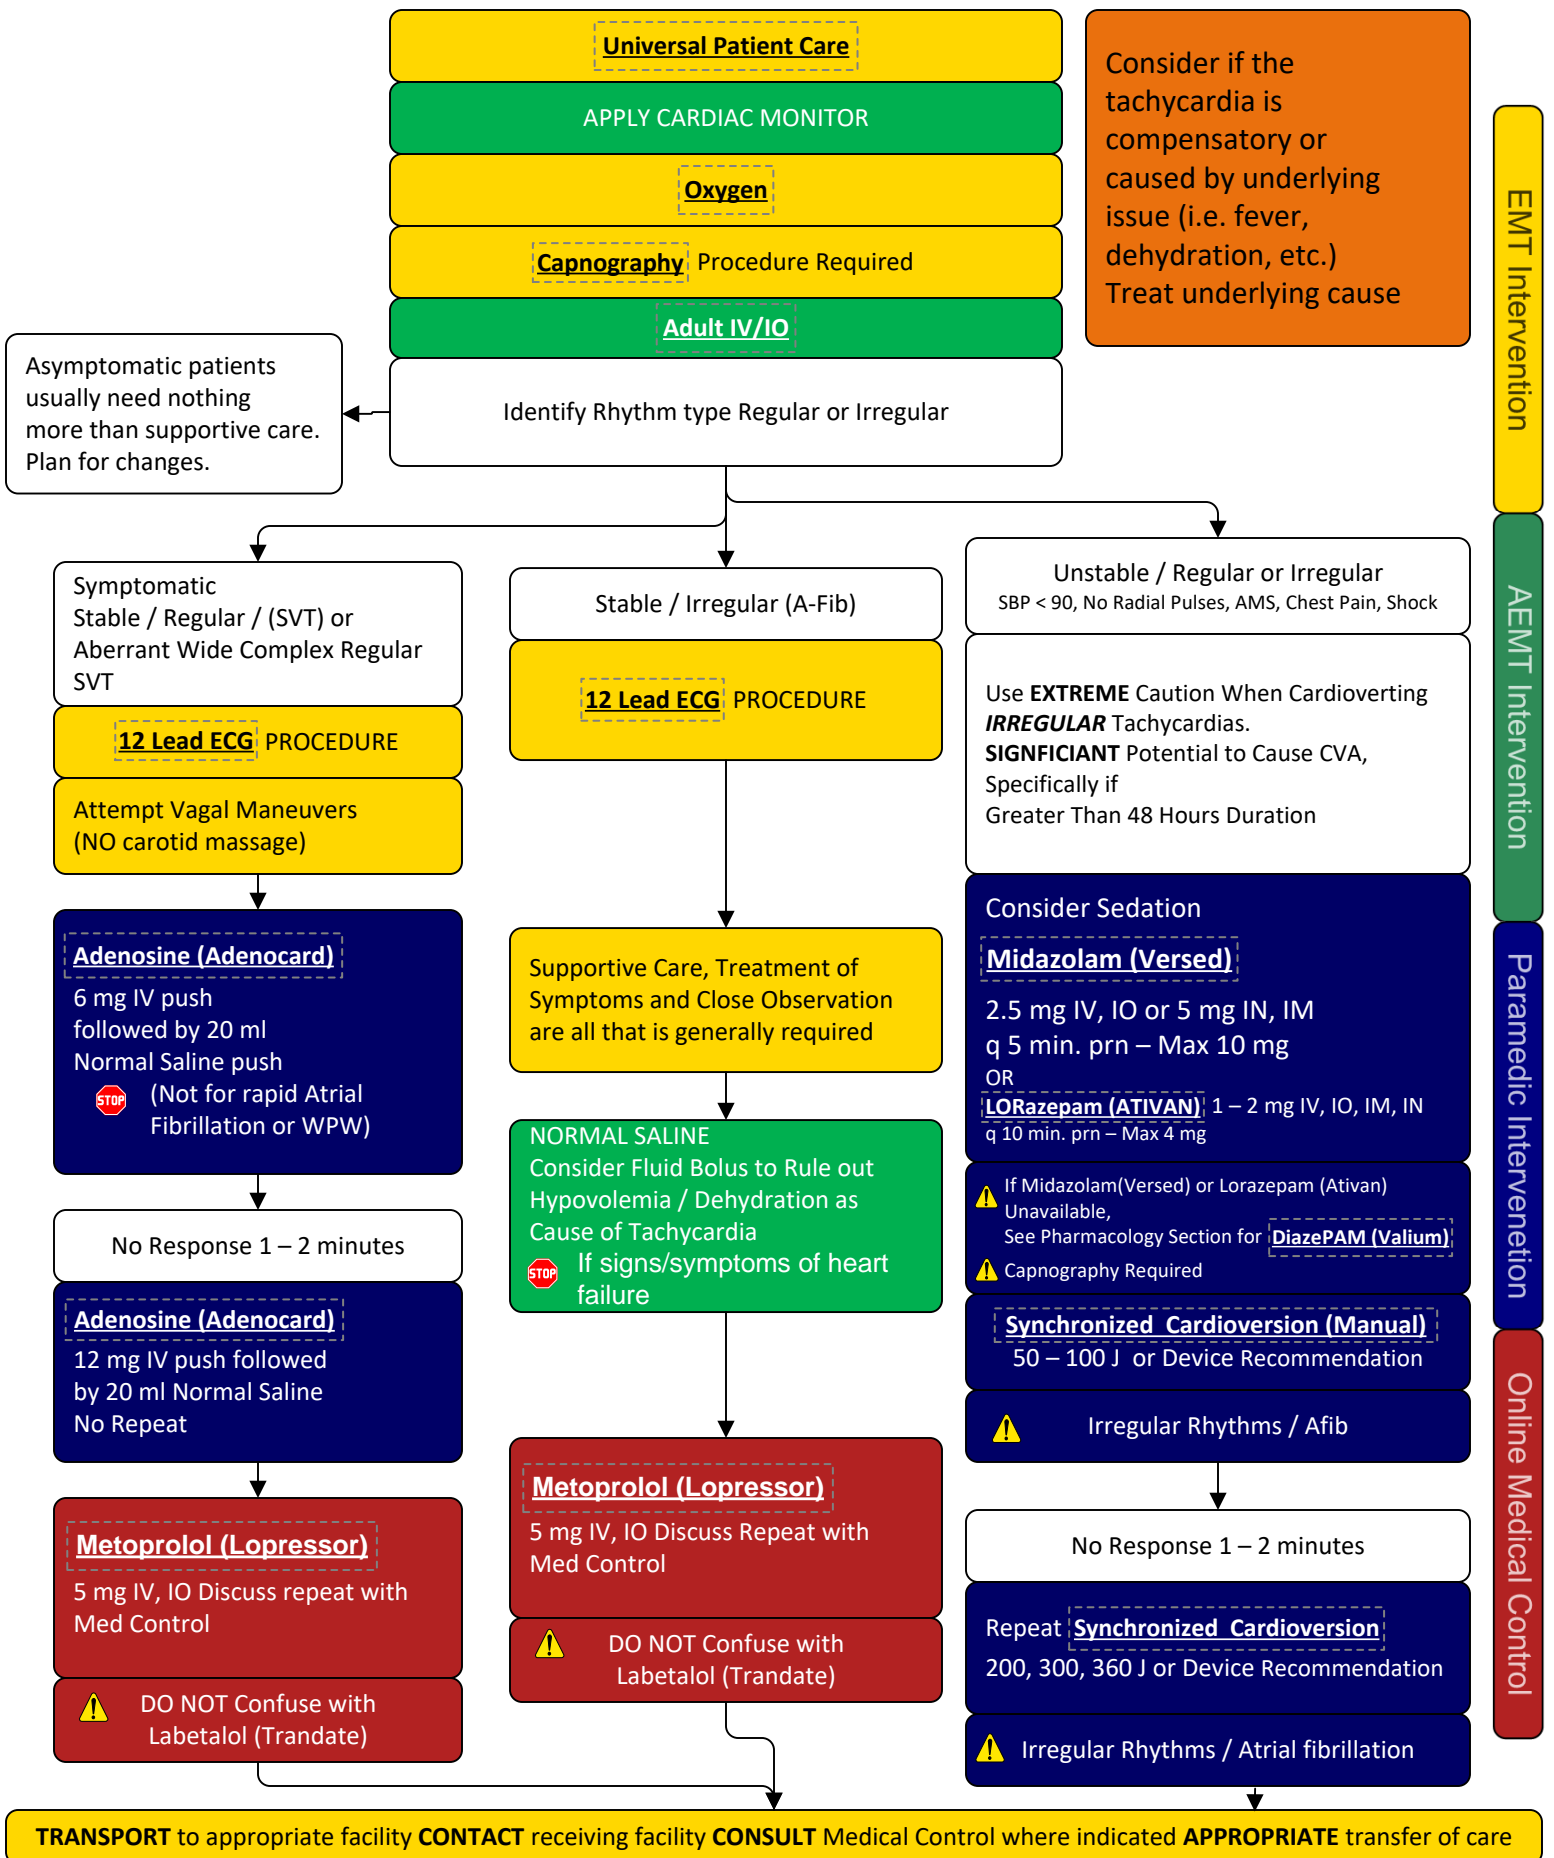 Universal Patient Care
APPLY CARDIAC MONITOR
Oxygen
Capnography Procedure Required
Adult IV/IO
Identify Rhythm type Regular or Irregular
Consider if the
tachycardia is
compensatory or
caused by underlying
issue (i.e. fever,
dehydration, etc.)
Treat underlying cause
Asymptomatic patients
usually need nothing
more than supportive care.
Plan for changes.
Symptomatic
Stable / Regular / (SVT) or
Aberrant Wide Complex Regular
SVT
12 Lead ECG PROCEDURE
Attempt Vagal Maneuvers
(NO carotid massage)
Adenosine (Adenocard)
6 mg IV push
followed by 20 ml
Normal Saline push
STOP
(Not for rapid Atrial
Fibrillation or WPW)
No Response 1 – 2 minutes
Adenosine (Adenocard)
12 mg IV push followed
by 20 ml Normal Saline
No Repeat
Metoprolol (Lopressor)
5 mg IV, IO Discuss repeat with
Med Control
DO NOT Confuse with
Labetalol (Trandate)
Stable / Irregular (A-Fib)
12 Lead ECG PROCEDURE
Supportive Care, Treatment of
Symptoms and Close Observation
are all that is generally required
NORMAL SALINE
Consider Fluid Bolus to Rule out
Hypovolemia / Dehydration as
Cause of Tachycardia
STOP
If signs/symptoms of heart
failure
Metoprolol (Lopressor)
5 mg IV, IO Discuss Repeat with
Med Control
DO NOT Confuse with
Labetalol (Trandate)
Unstable / Regular or Irregular
SBP < 90, No Radial Pulses, AMS, Chest Pain, Shock
Use EXTREME Caution When Cardioverting
IRREGULAR Tachycardias.
SIGNFICIANT Potential to Cause CVA,
Specifically if
Greater Than 48 Hours Duration
Consider Sedation
Midazolam (Versed)
2.5 mg IV, IO or 5 mg IN, IM
q 5 min. prn – Max 10 mg
OR
LORazepam (ATIVAN) 1 – 2 mg IV, IO, IM, IN
q 10 min. prn – Max 4 mg
If Midazolam(Versed) or Lorazepam (Ativan)
Unavailable,
See Pharmacology Section for DiazePAM (Valium)
Capnography Required
Synchronized Cardioversion (Manual)
50 – 100 J or Device Recommendation
Irregular Rhythms / Afib
No Response 1 – 2 minutes
Repeat Synchronized Cardioversion
200, 300, 360 J or Device Recommendation
Irregular Rhythms / Atrial fibrillation
EMT Intervention
AEMT Intervention
Paramedic Intervenetion
Online Medical Control
TRANSPORT to appropriate facility CONTACT receiving facility CONSULT Medical Control where indicated APPROPRIATE transfer of care